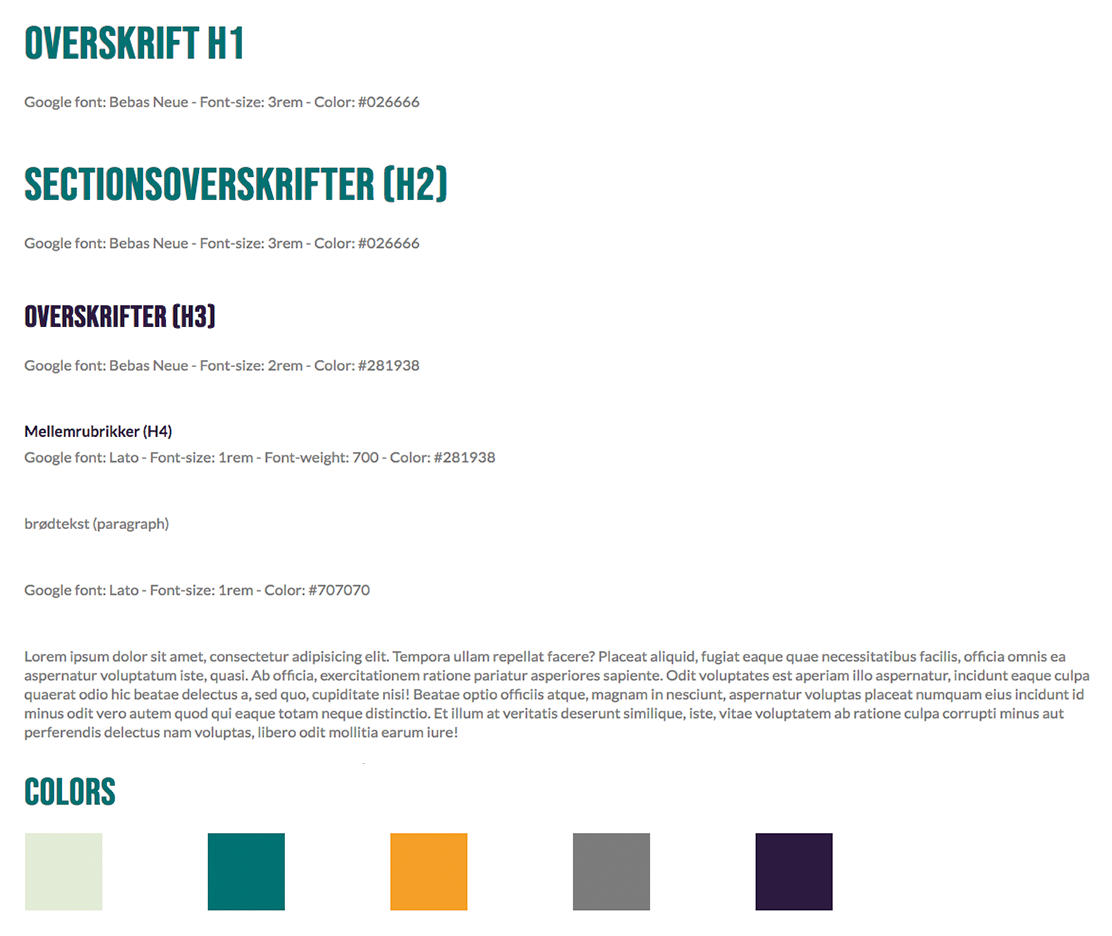 OVERSKRIFT H1
Google font: Bebas Neue - Font-size: 3rem - Color: #026666
SECTIONSOVERSKRIFTER (H2)
Google font: Bebas Neue - Font-size: 3rem - Color: #026666
OVERSKRIFTER (H3)
Google font: Bebas Neue - Font-size: 2rem - Color: #281938
Mellemrubrikker (H4)
Google font: Lato - Font-size: 1rem - Font-weight: 700 - Color: #281938
brødtekst (paragraph)
Google font: Lato - Font-size: 1rem - Color: #707070
Lorem ipsum dolor sit amet, consectetur adipisicing elit. Tempora ullam repellat facere? Placeat aliquid, fugiat eaque quae necessitatibus facilis, officia omnis ea
aspernatur voluptatum iste, quasi. Ab officia, exercitationem ratione pariatur asperiores sapiente. Odit voluptates est aperiam illo aspernatur, incidunt eaque culpa
quaerat odio hic beatae delectus a, sed quo, cupiditate nisi! Beatae optio officiis atque, magnam in nesciunt, aspernatur voluptas placeat numquam eius incidunt id
minus odit vero autem quod qui eaque totam neque distinctio. Et illum at veritatis deserunt similique, iste, vitae voluptatem ab ratione culpa corrupti minus aut
perferendis delectus nam voluptas, libero odit mollitia earum iure!
COLORS